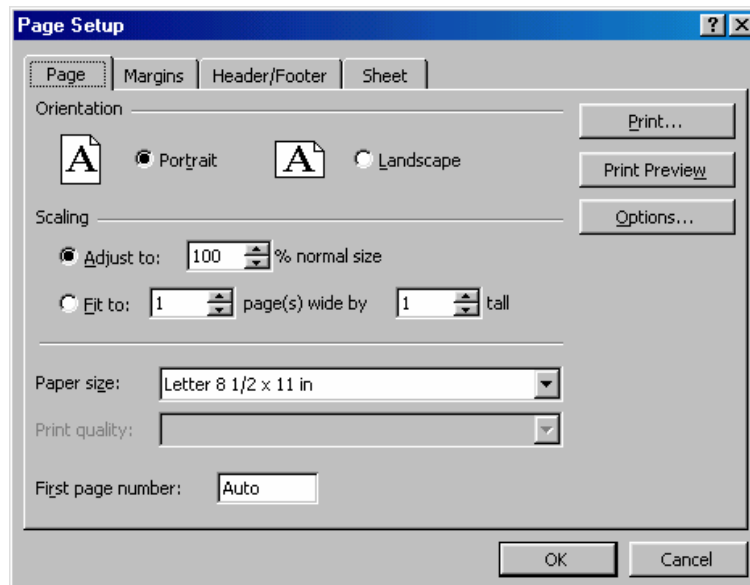 Page Setup ? X
Page Margins Header/Footer Sheet
Orientation
A Portrait A Landscape
Print...
Print Preview
Options...
Scaling
Adjust to: 100 % normal size
Fit to: 1 page(s) wide by 1 tall
Paper size: Letter 8 1/2 x 11 in
Print quality:
First page number: Auto
OK Cancel